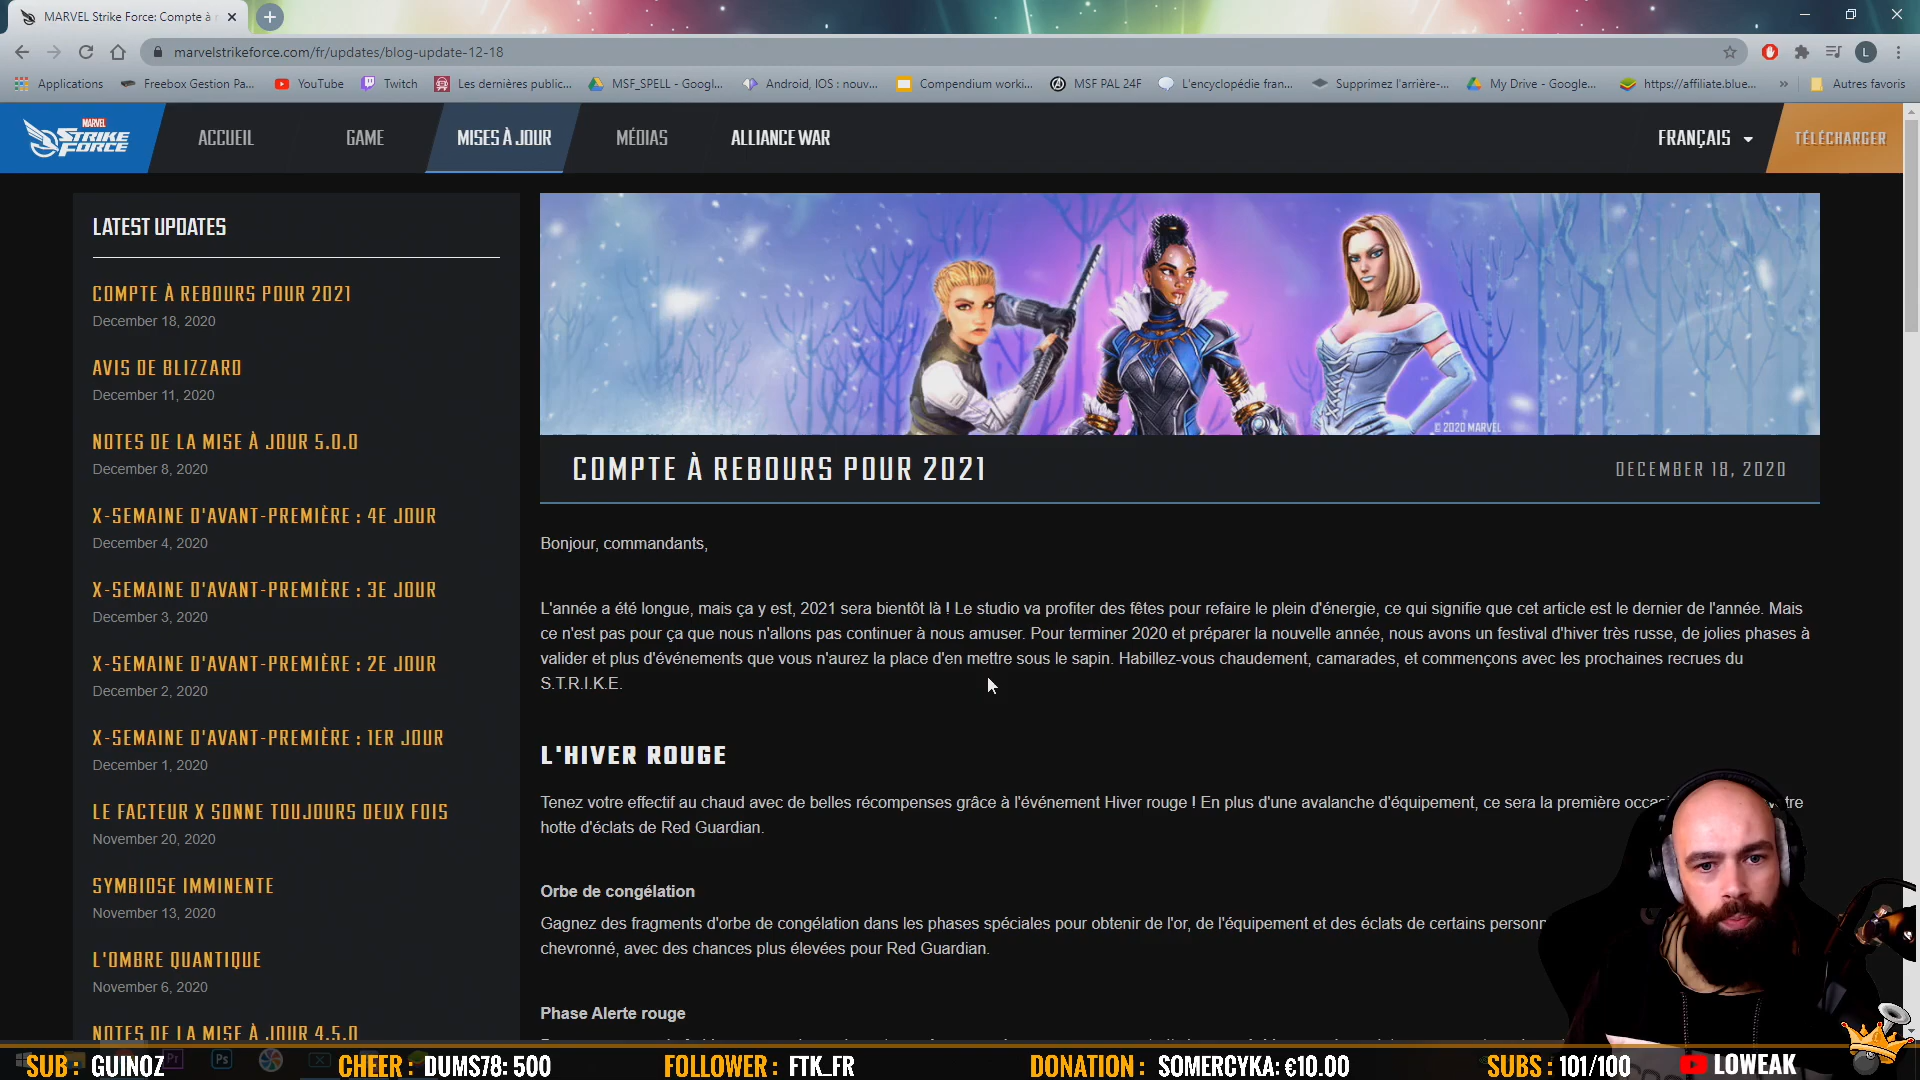 MARVEL Strike Force: Compte à
marvelstrikeforce.com/fr/updates/blog-update-12-18
L
Applications
Freebox Gestion Pa...
YouTube
Twitch
Les dernières public...
MSF_SPELL - Googl...
Android, IOS : nouv...
Compendium worki...
MSF PAL 24F
L'encyclopédie fran...
Supprimez l'arrière-...
My Drive - Google...
https://affiliate.blue...
Autres favoris
MARVEL
STRIKE
FORCE
ACCUEIL
GAME
MISES À JOUR
MÉDIAS
ALLIANCE WAR
FRANÇAIS
TÉLÉCHARGER
LATEST UPDATES
COMPTE À REBOURS POUR 2021
December 18, 2020
AVIS DE BLIZZARD
December 11, 2020
NOTES DE LA MISE À JOUR 5.0.0
December 8, 2020
X-SEMAINE D'AVANT-PREMIÈRE : 4E JOUR
December 4, 2020
X-SEMAINE D'AVANT-PREMIÈRE : 3E JOUR
December 3, 2020
X-SEMAINE D'AVANT-PREMIÈRE : 2E JOUR
December 2, 2020
X-SEMAINE D'AVANT-PREMIÈRE : 1ER JOUR
December 1, 2020
LE FACTEUR X SONNE TOUJOURS DEUX FOIS
November 20, 2020
SYMBIOSE IMMINENTE
November 13, 2020
L'OMBRE QUANTIQUE
November 6, 2020
NOTES DE LA MISE À JOUR 4.5.0
© 2020 MARVEL
COMPTE À REBOURS POUR 2021
DECEMBER 18, 2020
Bonjour, commandants,
L'année a été longue, mais ça y est, 2021 sera bientôt là ! Le studio va profiter des fêtes pour refaire le plein d'énergie, ce qui signifie que cet article est le dernier de l'année. Mais
ce n'est pas pour ça que nous n'allons pas continuer à nous amuser. Pour terminer 2020 et préparer la nouvelle année, nous avons un festival d'hiver très russe, de jolies phases à
valider et plus d'événements que vous n'aurez la place d'en mettre sous le sapin. Habillez-vous chaudement, camarades, et commençons avec les prochaines recrues du
S.T.R.I.K.E.
L'HIVER ROUGE
Tenez votre effectif au chaud avec de belles récompenses grâce à l'événement Hiver rouge ! En plus d'une avalanche d'équipement, ce sera la première
hotte d'éclats de Red Guardian.
Orbe de congélation
Gagnez des fragments d'orbe de congélation dans les phases spéciales pour obtenir de l'or, de l'équipement et des éclats de certains
chevronné, avec des chances plus élevées pour Red Guardian.
Phase Alerte rouge
Pr
Ps
SUB : GUINOZ
CHEER : DUMS78: 500
FOLLOWER : FTK_FR
DONATION : SOMERCYKA: €10.00
SUBS : 101/100
LOWEAK